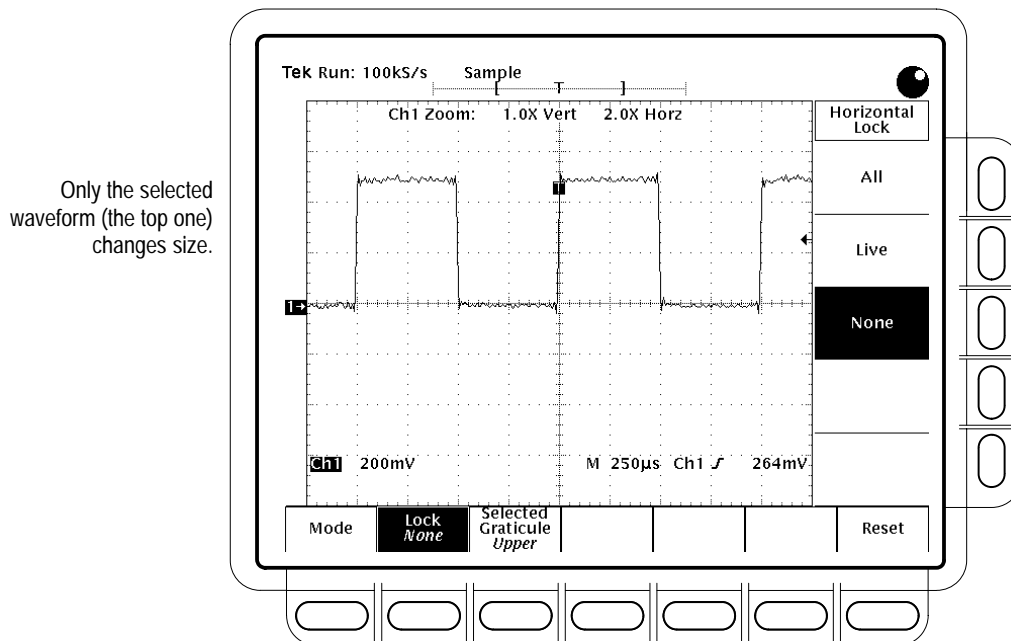 Tek Run: 100kS/s Sample
[ T ]
Ch1 Zoom: 1.0X Vert 2.0X Horz
Horizontal
Lock
All
Live
None
Only the selected
waveform (the top one)
changes size.
1→
Ch1 200mV M 250µs Ch1 ƒ 264mV
Mode
Lock
None
Selected
Graticule
Upper
Reset